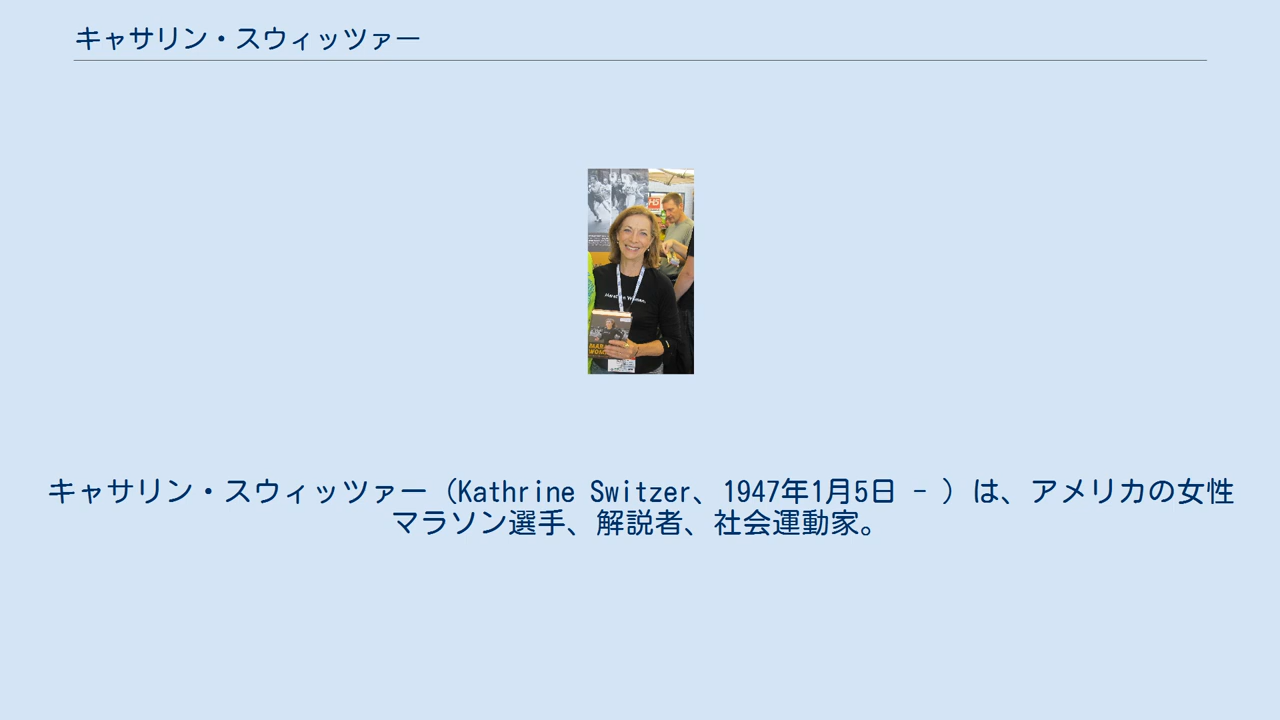 キャサリン・スウィッツァー
HS
キャサリン・スウィッツァー（Kathrine Switzer、1947年1月5日 - ）は、アメリカの女性
マラソン選手、解説者、社会運動家。